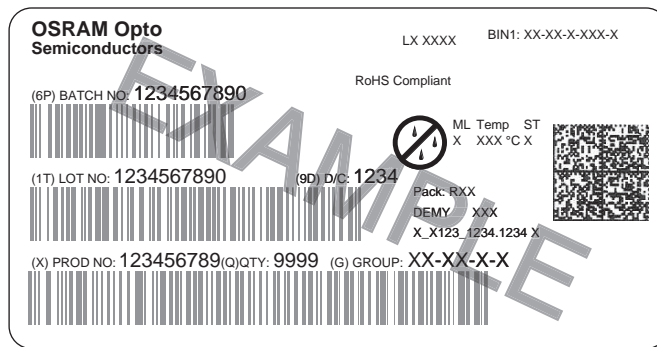 OSRAM Opto
Semiconductors
LX XXXX
BIN1: XX-XX-X-XXX-X
RoHS Compliant
(6P) BATCH NO: 1234567890
ML Temp ST
X XXX °C X
(1T) LOT NO: 1234567890 (9D) D/C: 1234
Pack: RXX
DEMY XXX
X_X123_1234.1234 X
(X) PROD NO: 123456789(Q)QTY: 9999 (G) GROUP: XX-XX-X-X
EXAMPLE